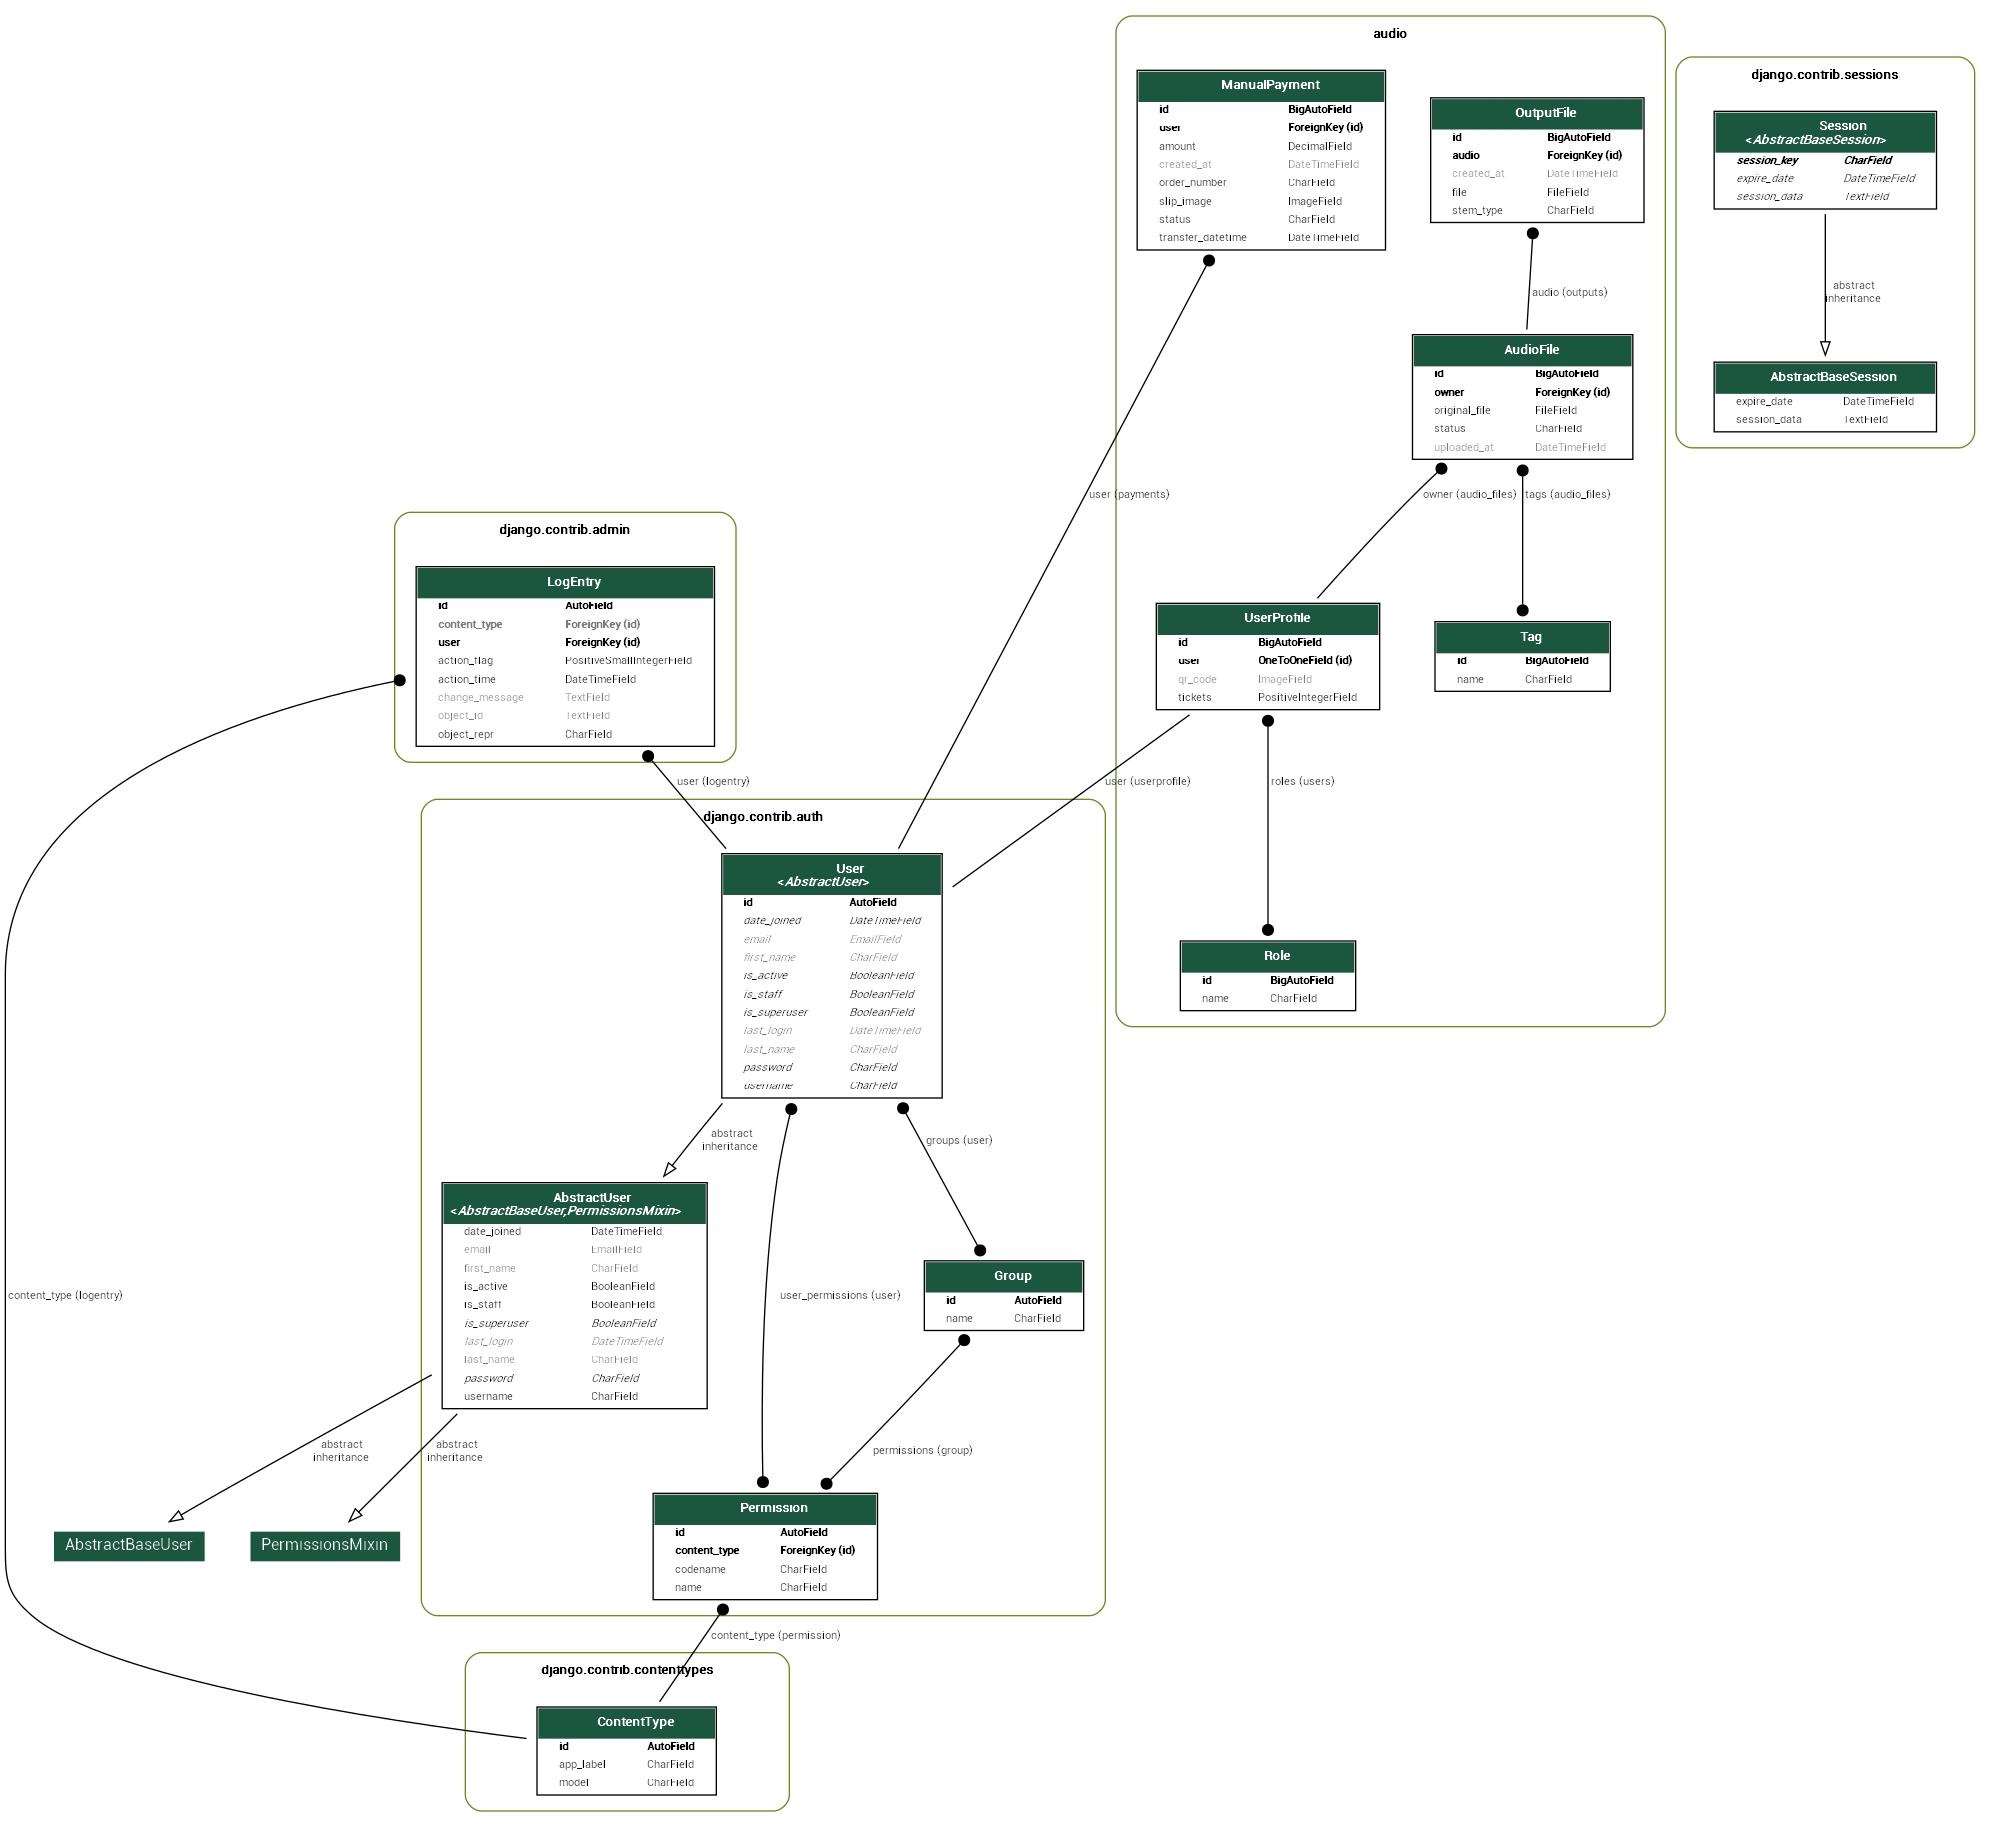 audio
ManualPayment
id BigAutoField
user ForeignKey (id)
amount DecimalField
created_at DateTimeField
order_number CharField
slip_image ImageField
status CharField
transfer_datetime DateTimeField
OutputFile
id BigAutoField
audio ForeignKey (id)
created_at DateTimeField
file FileField
stem_type CharField
audio (outputs)
AudioFile
id BigAutoField
owner ForeignKey (id)
original_file FileField
status CharField
uploaded_at DateTimeField
user (payments)
owner (audio_files)
tags (audio_files)
UserProfile
id BigAutoField
user OneToOneField (id)
qr_code ImageField
tickets PositiveIntegerField
Tag
id BigAutoField
name CharField
user (userprofile)
roles (users)
Role
id BigAutoField
name CharField
django.contrib.sessions
Session
<AbstractBaseSession>
session_key CharField
expire_date DateTimeField
session_data TextField
abstract
inheritance
AbstractBaseSession
expire_date DateTimeField
session_data TextField
django.contrib.admin
LogEntry
id AutoField
content_type ForeignKey (id)
user ForeignKey (id)
action_flag PositiveSmallIntegerField
action_time DateTimeField
change_message TextField
object_id TextField
object_repr CharField
user (logentry)
django.contrib.auth
User
<AbstractUser>
id AutoField
date_joined DateTimeField
email EmailField
first_name CharField
is_active BooleanField
is_staff BooleanField
is_superuser BooleanField
last_login DateTimeField
last_name CharField
password CharField
username CharField
abstract
inheritance
groups (user)
AbstractUser
<AbstractBaseUser,PermissionsMixin>
date_joined DateTimeField
email EmailField
first_name CharField
is_active BooleanField
is_staff BooleanField
is_superuser BooleanField
last_login DateTimeField
last_name CharField
password CharField
username CharField
Group
id AutoField
name CharField
content_type (logentry)
user_permissions (user)
abstract
inheritance
abstract
inheritance
permissions (group)
AbstractBaseUser
PermissionsMixin
Permission
id AutoField
content_type ForeignKey (id)
codename CharField
name CharField
content_type (permission)
django.contrib.contenttypes
ContentType
id AutoField
app_label CharField
model CharField